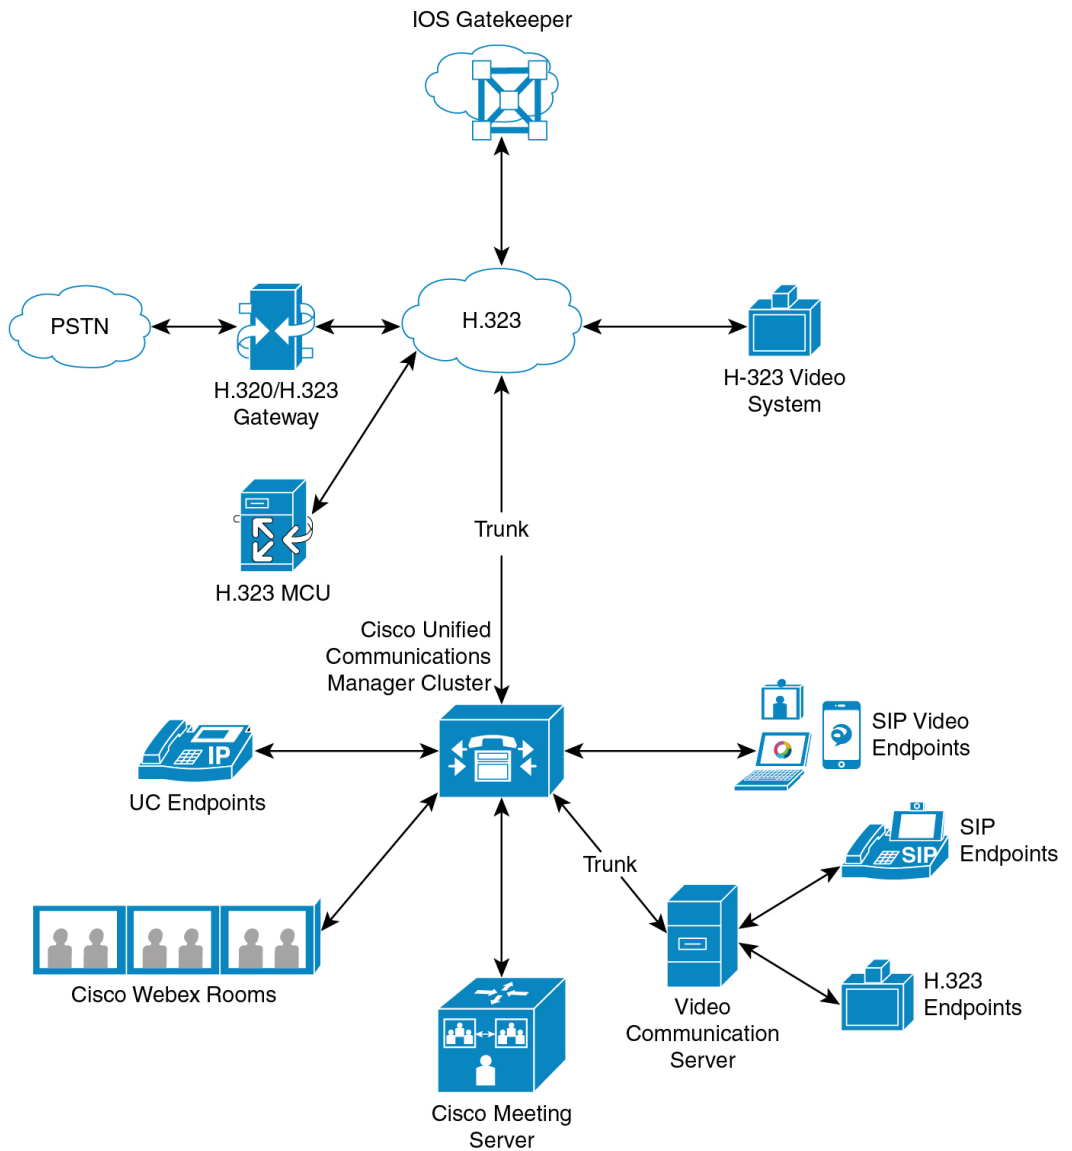 IOS Gatekeeper
PSTN
H.323
H.320/H.323
Gateway
H-323 Video
System
H.323 MCU
Trunk
Cisco Unified
Communications
Manager Cluster
IP
UC Endpoints
SIP Video
Endpoints
SIP
SIP
Endpoints
Trunk
Cisco Webex Rooms
H.323
Endpoints
Video
Communication
Server
Cisco Meeting
Server